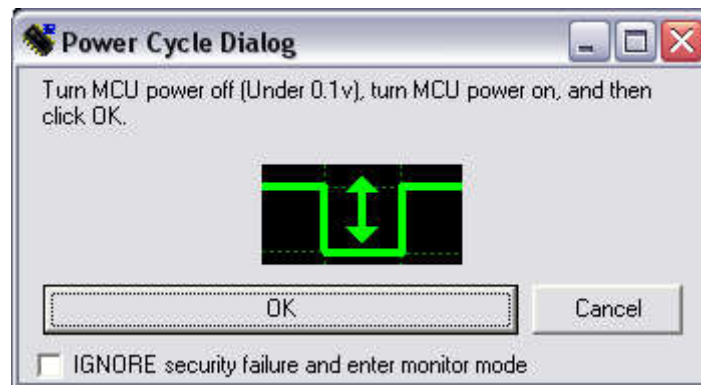 Power Cycle Dialog
Turn MCU power off (Under 0.1v), turn MCU power on, and then
click OK.
OK
Cancel
IGNORE security failure and enter monitor mode